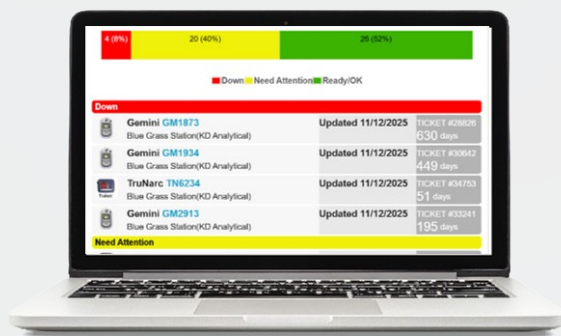 4 (8%) 20 (40%) 26 (52%)
Down Need Attention Ready/OK
Down
Gemini GM1873 Updated 11/12/2025 TICKET #28826
Blue Grass Station(KD Analytical) 630 days
Gemini GM1934 Updated 11/12/2025 TICKET #30642
Blue Grass Station(KD Analytical) 449 days
TruNarc TN6234 Updated 11/12/2025 TICKET #34753
Blue Grass Station(KD Analytical) 51 days
Gemini GM2913 Updated 11/12/2025 TICKET #33241
Blue Grass Station(KD Analytical) 195 days
Need Attention